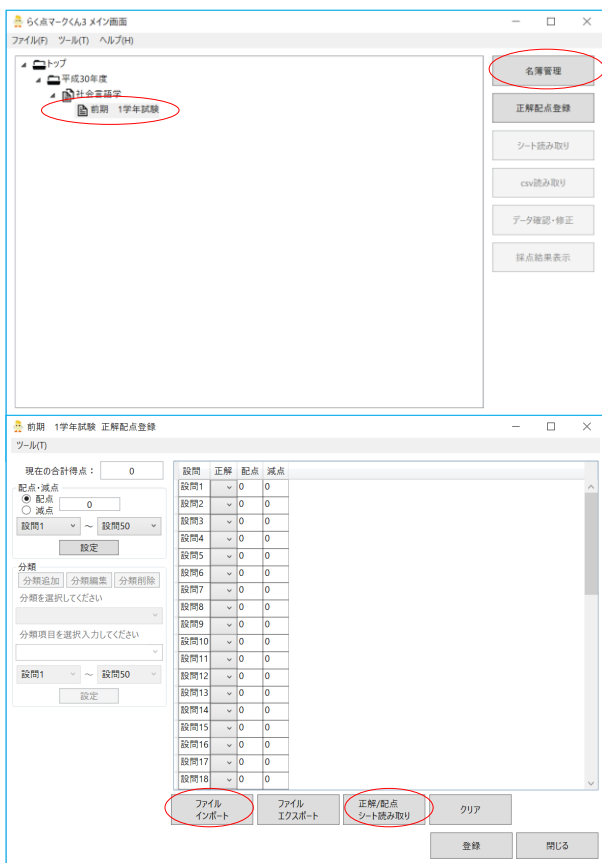 らく点マークくん3 メイン画面
ファイル(F) ツール(T) ヘルプ(H)
トップ
平成30年度
社会言語学
前期 1学年試験
名簿管理
正解配点登録
シート読み取り
csv読み取り
データ確認・修正
採点結果表示
前期 1学年試験 正解配点登録
ツール(T)
現在の合計得点： 0
配点・減点
配点
減点
0
設問1 ～ 設問50
設定
分類
分類追加 分類編集 分類削除
分類を選択してください
分類項目を選択入力してください
設問1 ～ 設問50
設定
設問 正解 配点 減点
設問1 0 0
設問2 0 0
設問3 0 0
設問4 0 0
設問5 0 0
設問6 0 0
設問7 0 0
設問8 0 0
設問9 0 0
設問10 0 0
設問11 0 0
設問12 0 0
設問13 0 0
設問14 0 0
設問15 0 0
設問16 0 0
設問17 0 0
設問18 0 0
ファイル
インポート
ファイル
エクスポート
正解/配点
シート読み取り
クリア
登録
閉じる